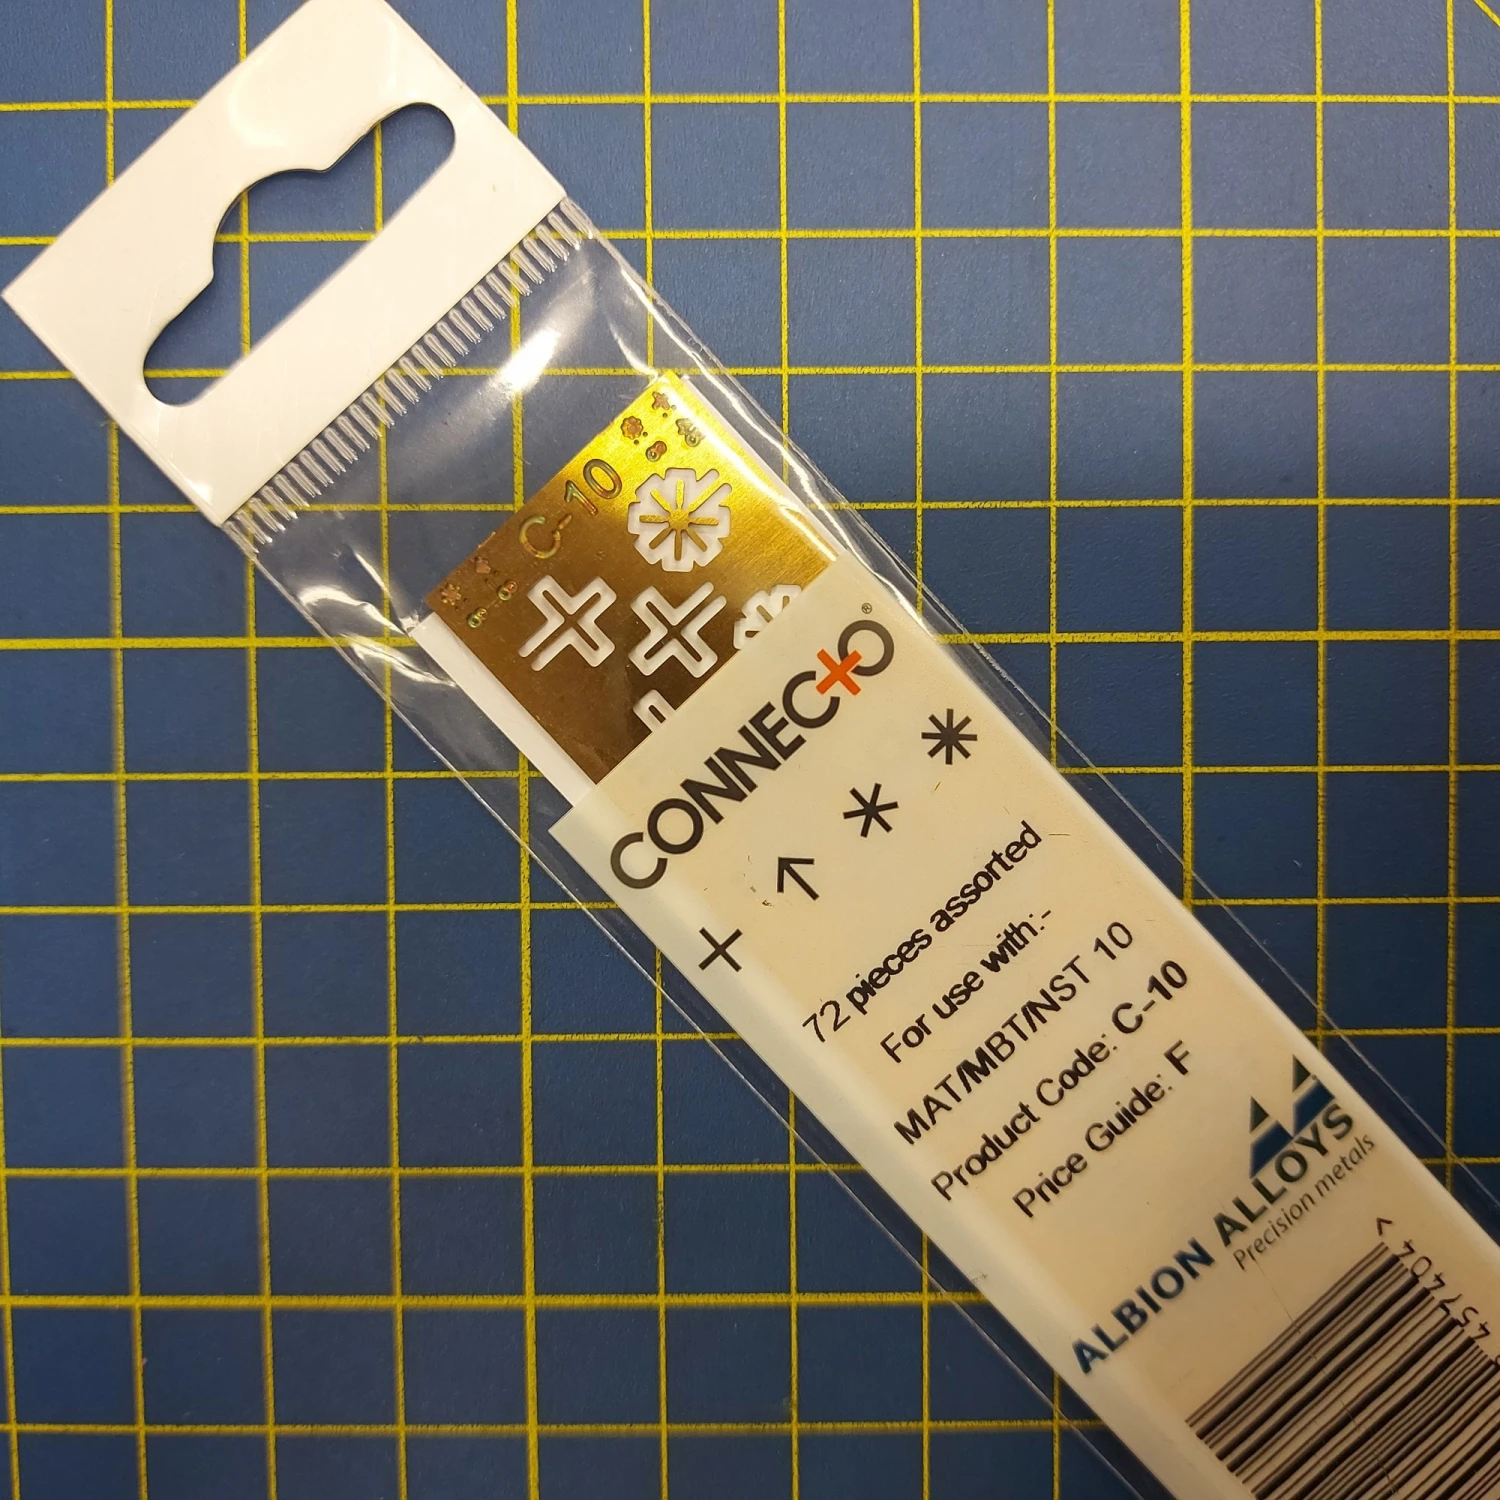 C-10
CONNECTO®
72 pieces assorted
For use with:-
MAT/MBT/NST 10
Product Code: C-10
Price Guide: F
ALBION ALLOYS
Precision metals
457404 >